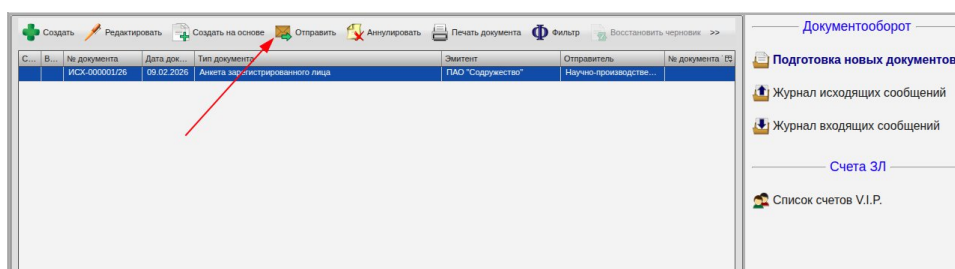 Создать Редактировать Создать на основе Отправить Аннулировать Печать документа Фильтр Восстановить черновик >>
С... В... № документа Дата док... Тип документа Эмитент Отправитель № документа
ИСХ-000001/26 09.02.2026 Анкета зарегистрированного лица ПАО "Содружество" Научно-производстве...
Документооборот
Подготовка новых документов
Журнал исходящих сообщений
Журнал входящих сообщений
Счета ЗЛ
Список счетов V.I.P.